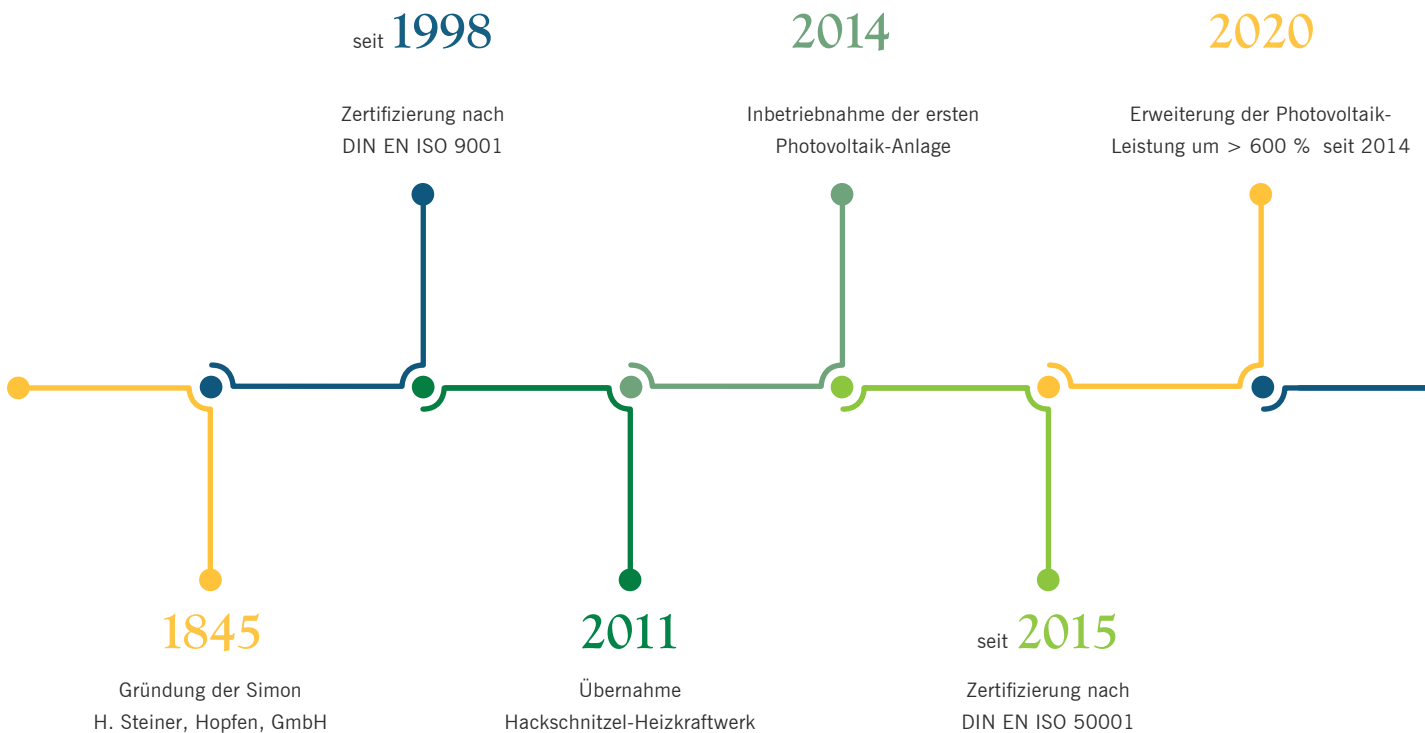 seit 1998
Zertifizierung nach
DIN EN ISO 9001
2014
Inbetriebnahme der ersten
Photovoltaik-Anlage
2020
Erweiterung der Photovoltaik-
Leistung um > 600 % seit 2014
1845
Gründung der Simon
H. Steiner, Hopfen, GmbH
2011
Übernahme
Hackschnitzel-Heizkraftwerk
seit 2015
Zertifizierung nach
DIN EN ISO 50001